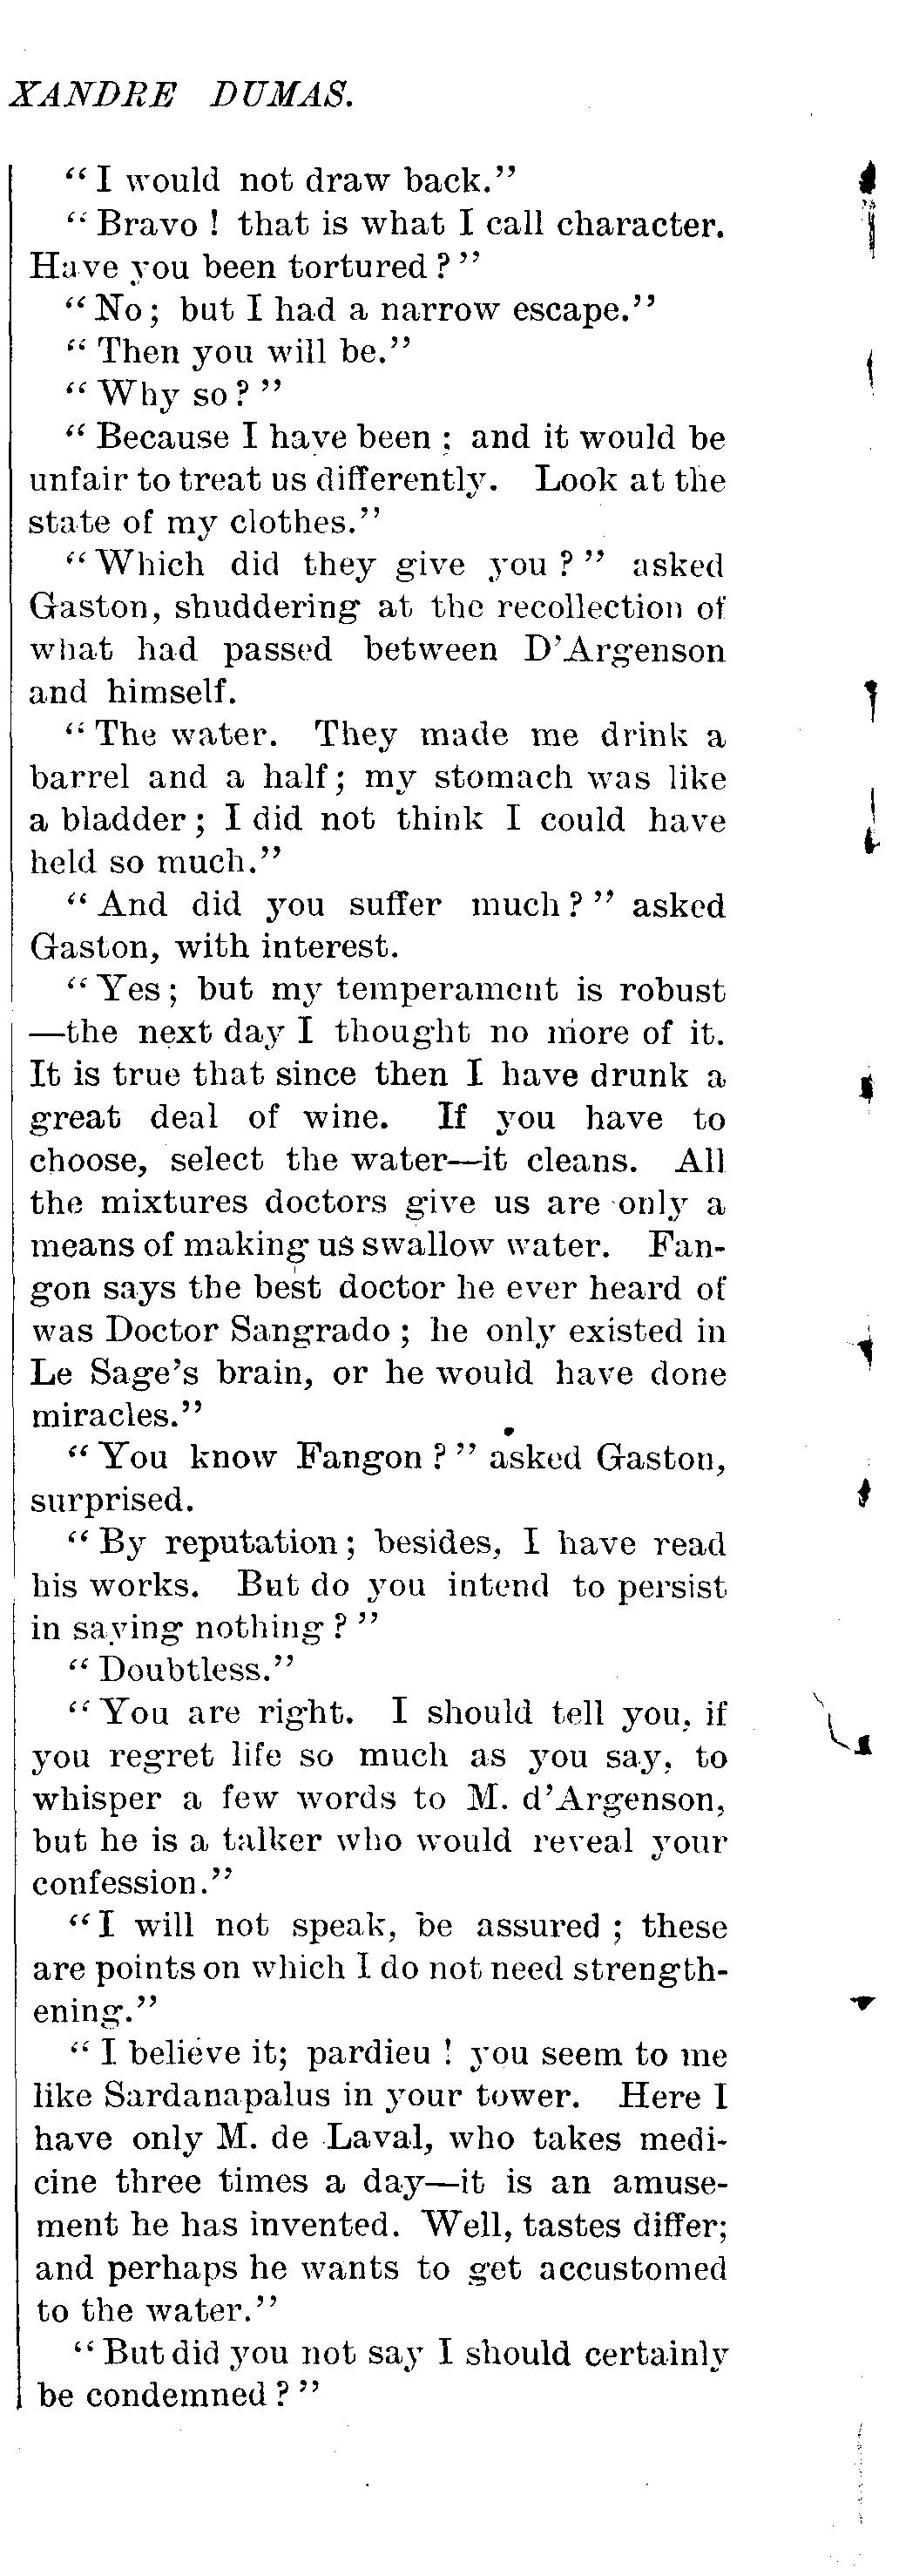 XANDRE DUMAS.
"I would not draw back."
"Bravo! that is what I call character.
Have you been tortured?"
"No; but I had a narrow escape."
"Then you will be."
"Why so?"
"Because I have been; and it would be
unfair to treat us differently. Look at the
state of my clothes."
"Which did they give you?" asked
Gaston, shuddering at the recollection of
what had passed between D'Argenson
and himself.
"The water. They made me drink a
barrel and a half; my stomach was like
a bladder; I did not think I could have
held so much."
"And did you suffer much?" asked
Gaston, with interest.
"Yes; but my temperament is robust
—the next day I thought no more of it.
It is true that since then I have drunk a
great deal of wine. If you have to
choose, select the water—it cleans. All
the mixtures doctors give us are only a
means of making us swallow water. Fan-
gon says the best doctor he ever heard of
was Doctor Sangrado; he only existed in
Le Sage's brain, or he would have done
miracles."
"You know Fangon?" asked Gaston,
surprised.
"By reputation; besides, I have read
his works. But do you intend to persist
in saying nothing?"
"Doubtless."
"You are right. I should tell you, if
you regret life so much as you say, to
whisper a few words to M. d'Argenson,
but he is a talker who would reveal your
confession."
"I will not speak, be assured; these
are points on which I do not need strength-
ening."
"I believe it; pardieu! you seem to me
like Sardanapalus in your tower. Here I
have only M. de Laval, who takes medi-
cine three times a day—it is an amuse-
ment he has invented. Well, tastes differ;
and perhaps he wants to get accustomed
to the water."
"But did you not say I should certainly
be condemned?"